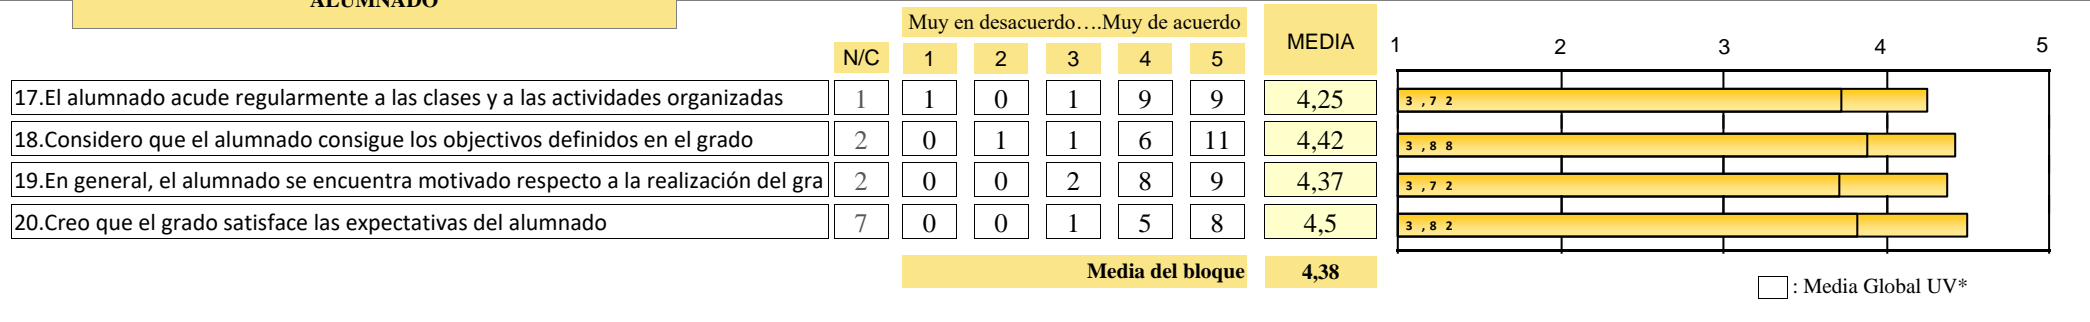 ALUMNADO
Muy en desacuerdo….Muy de acuerdo
MEDIA
N/C 1 2 3 4 5
1 2 3 4 5
17.El alumnado acude regularmente a las clases y a las actividades organizadas 1 1 0 1 9 9 4,25 3,72
18.Considero que el alumnado consigue los objectivos definidos en el grado 2 0 1 1 6 11 4,42 3,88
19.En general, el alumnado se encuentra motivado respecto a la realización del gra 2 0 0 2 8 9 4,37 3,72
20.Creo que el grado satisface las expectativas del alumnado 7 0 0 1 5 8 4,5 3,82
Media del bloque 4,38
: Media Global UV*